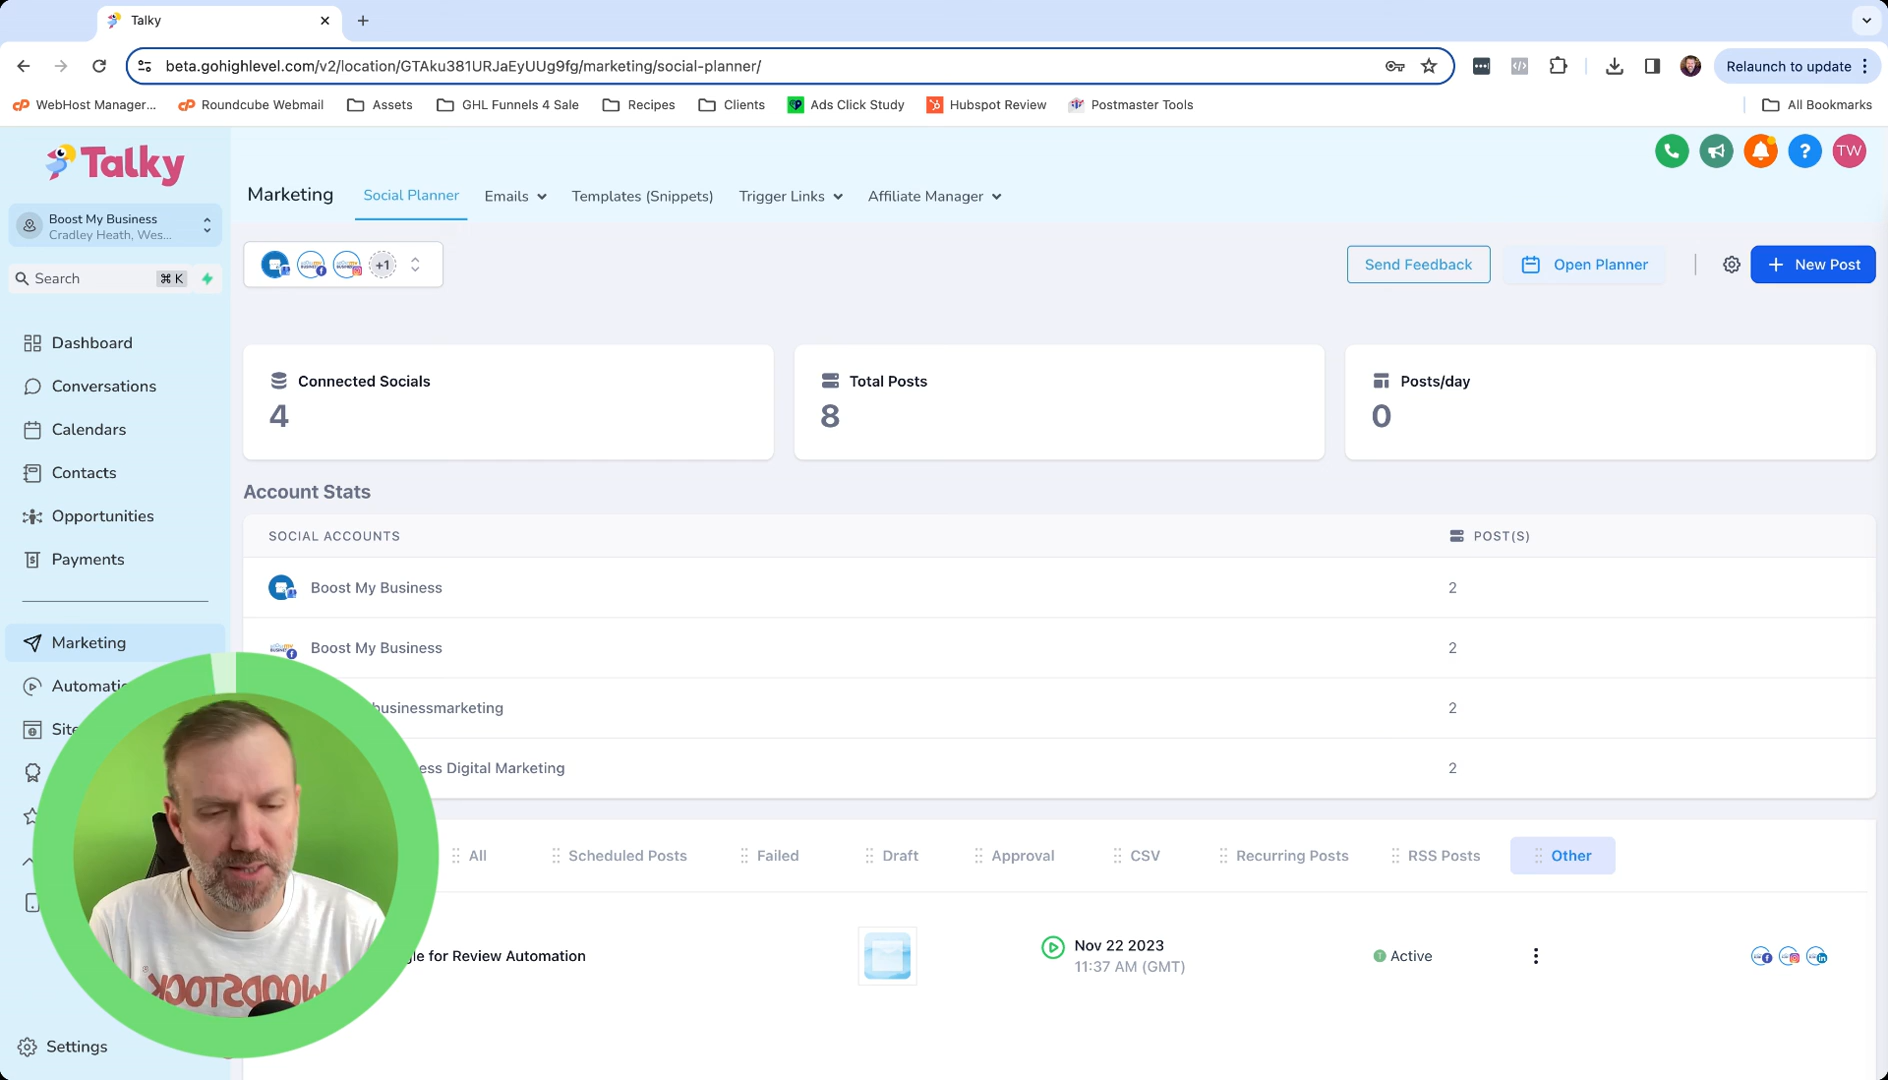 Talky
beta.gohighlevel.com/v2/location/GTAku381URJaEyUUg9fg/marketing/social-planner/
Relaunch to update
WebHost Manager...
Roundcube Webmail
Assets
GHL Funnels 4 Sale
Recipes
Clients
Ads Click Study
Hubspot Review
Postmaster Tools
All Bookmarks
Talky
TW
Marketing
Social Planner
Emails
Templates (Snippets)
Trigger Links
Affiliate Manager
Boost My Business
Cradley Heath, Wes...
Search
⌘ K
+1
Send Feedback
Open Planner
+ New Post
Dashboard
Conversations
Calendars
Contacts
Opportunities
Payments
Marketing
Settings
Connected Socials
4
Total Posts
8
Posts/day
0
Account Stats
SOCIAL ACCOUNTS
POST(S)
Boost My Business
2
Boost My Business
2
businessmarketing
2
Digital Marketing
2
All
Scheduled Posts
Failed
Draft
Approval
CSV
Recurring Posts
RSS Posts
Other
for Review Automation
Nov 22 2023
11:37 AM (GMT)
Active
WOODSTOCK